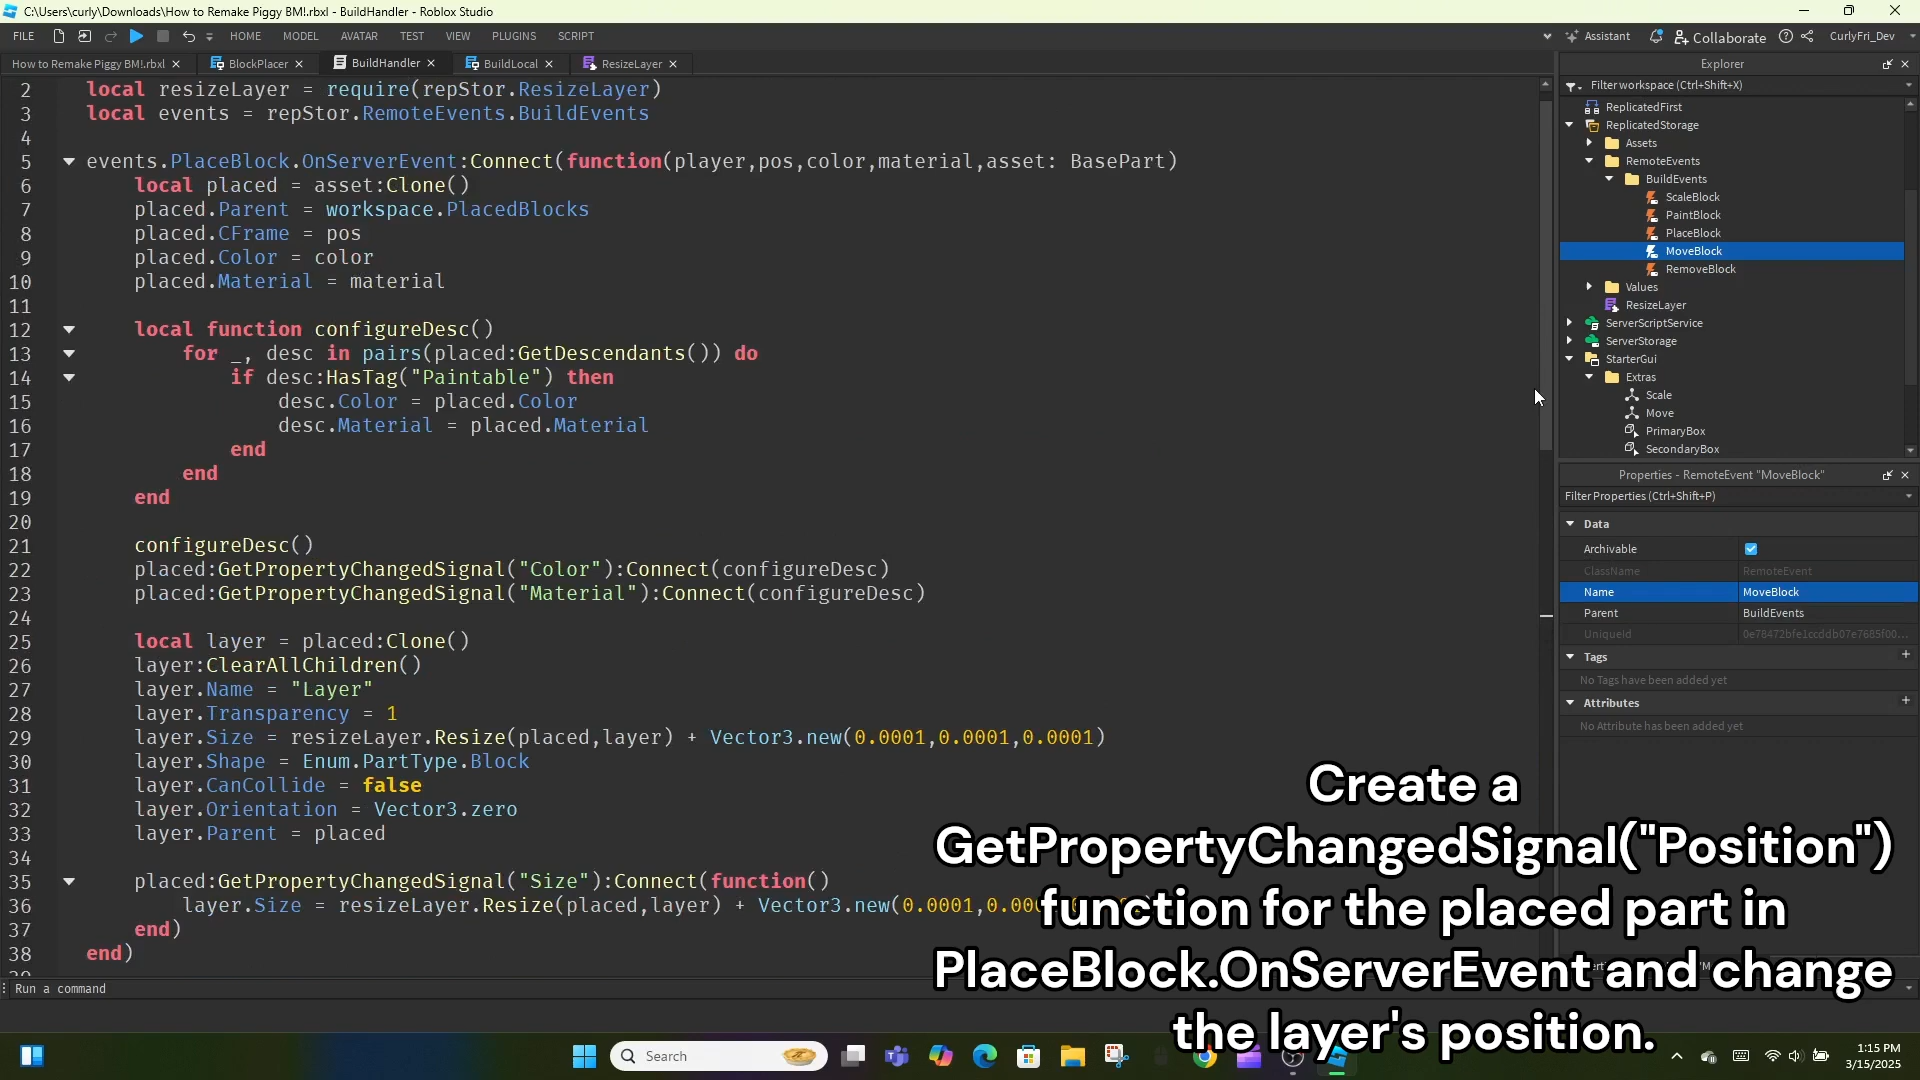 C:\Users\curly\Downloads\How to Remake Piggy BM!.rbxl - BuildHandler - Roblox Studio
FILE HOME MODEL AVATAR TEST VIEW PLUGINS SCRIPT Assistant Collaborate CurlyFri_Dev
How to Remake Piggy BM!.rbxl BlockPlacer BuildHandler BuildLocal ResizeLayer
2 local resizeLayer = require(repStor.ResizeLayer)
3 local events = repStor.RemoteEvents.BuildEvents
4
5 events.PlaceBlock.OnServerEvent:Connect(function(player,pos,color,material,asset: BasePart)
6 local placed = asset:Clone()
7 placed.Parent = workspace.PlacedBlocks
8 placed.CFrame = pos
9 placed.Color = color
10 placed.Material = material
11
12 local function configureDesc()
13 for _, desc in pairs(placed:GetDescendants()) do
14 if desc:HasTag("Paintable") then
15 desc.Color = placed.Color
16 desc.Material = placed.Material
17 end
18 end
19 end
20
21 configureDesc()
22 placed:GetPropertyChangedSignal("Color"):Connect(configureDesc)
23 placed:GetPropertyChangedSignal("Material"):Connect(configureDesc)
24
25 local layer = placed:Clone()
26 layer:ClearAllChildren()
27 layer.Name = "Layer"
28 layer.Transparency = 1
29 layer.Size = resizeLayer.Resize(placed,layer) + Vector3.new(0.0001,0.0001,0.0001)
30 layer.Shape = Enum.PartType.Block
31 layer.CanCollide = false
32 layer.Orientation = Vector3.zero
33 layer.Parent = placed
34
35 placed:GetPropertyChangedSignal("Size"):Connect(function()
36 layer.Size = resizeLayer.Resize(placed,layer) + Vector3.new(0.0001,0.00
37 end)
38 end)
Run a command
Explorer
Filter workspace (Ctrl+Shift+X)
ReplicatedFirst
ReplicatedStorage
Assets
RemoteEvents
BuildEvents
ScaleBlock
PaintBlock
PlaceBlock
MoveBlock
RemoveBlock
Values
ResizeLayer
ServerScriptService
ServerStorage
StarterGui
Extras
Scale
Move
PrimaryBox
SecondaryBox
Properties - RemoteEvent "MoveBlock"
Filter Properties (Ctrl+Shift+P)
Data
Archivable
ClassName RemoteEvent
Name MoveBlock
Parent BuildEvents
UniqueId 0e78472bfe1ccddb07e7685f00...
Tags
No Tags have been added yet
Attributes
No Attribute has been added yet
Create a
GetPropertyChangedSignal("Position")
function for the placed part in
PlaceBlock.OnServerEvent and change
the layer's position.
Search
1:15 PM
3/15/2025